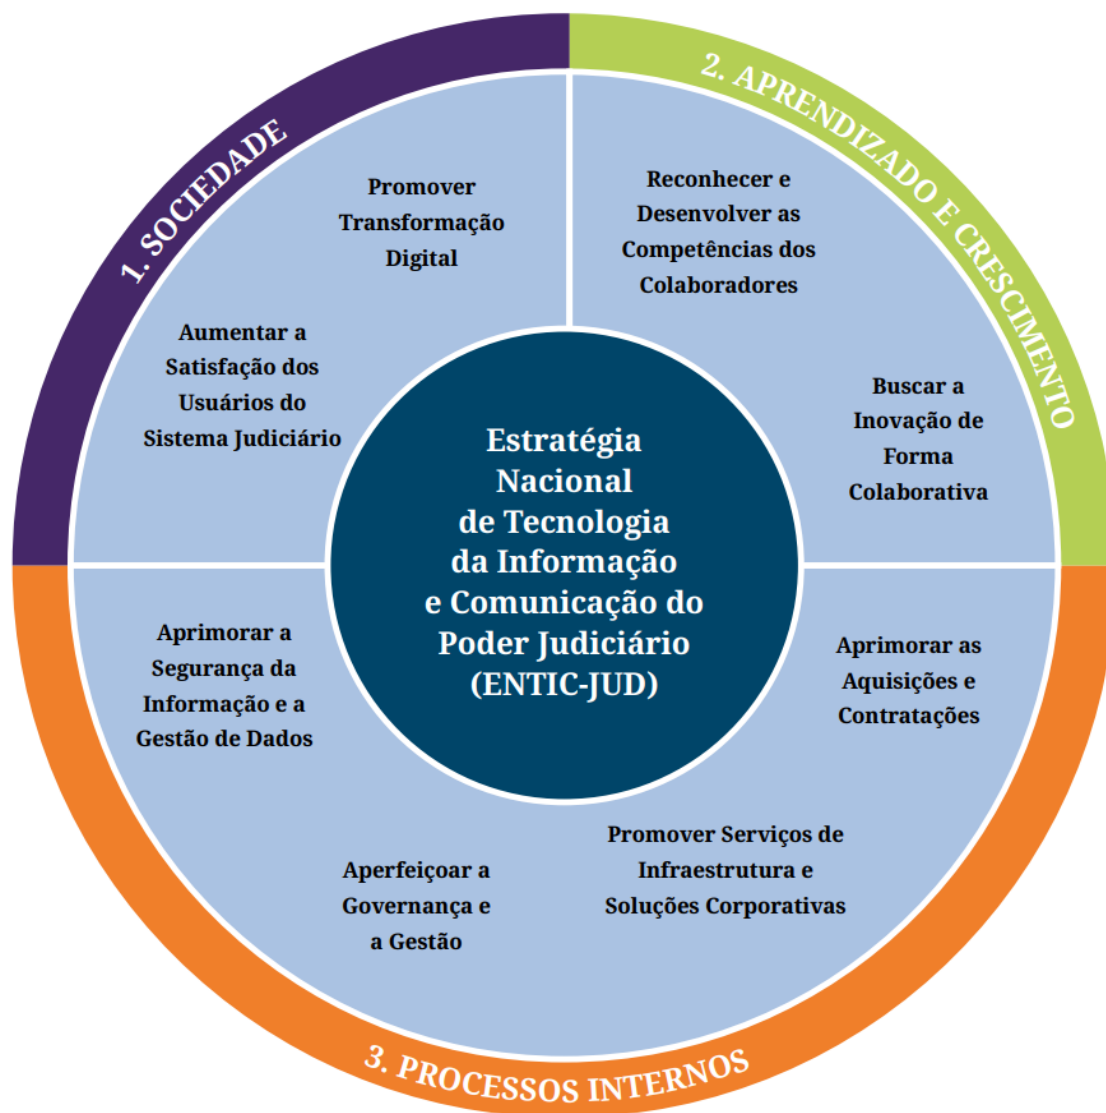 1. SOCIEDADE
Promover
Transformação
Digital
Aumentar a
Satisfação dos
Usuários do
Sistema Judiciário
2. APRENDIZADO E CRESCIMENTO
Reconhecer e
Desenvolver as
Competências dos
Colaboradores
Buscar a
Inovação de
Forma
Colaborativa
Estratégia
Nacional
de Tecnologia
da Informação
e Comunicação do
Poder Judiciário
(ENTIC-JUD)
Aprimorar a
Segurança da
Informação e a
Gestão de Dados
Aprimorar as
Aquisições e
Contratações
Aperfeiçoar a
Governança e
a Gestão
Promover Serviços de
Infraestrutura e
Soluções Corporativas
3. PROCESSOS INTERNOS